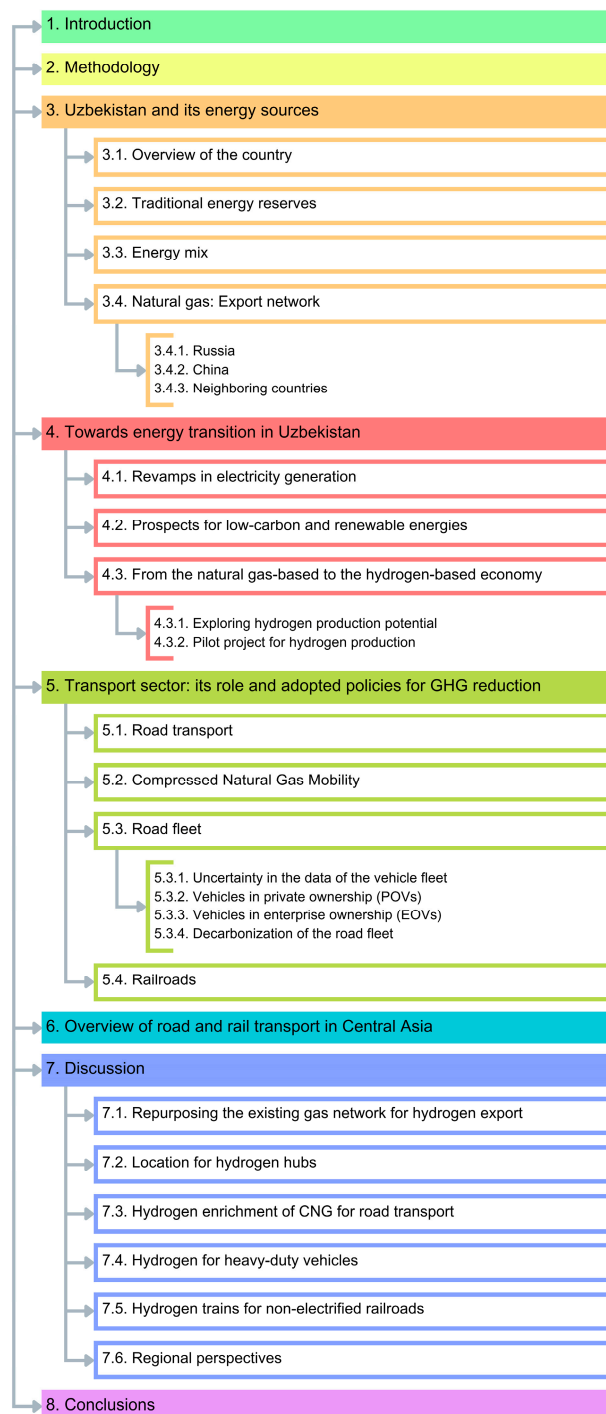 1. Introduction
2. Methodology
3. Uzbekistan and its energy sources
3.1. Overview of the country
3.2. Traditional energy reserves
3.3. Energy mix
3.4. Natural gas: Export network
3.4.1. Russia
3.4.2. China
3.4.3. Neighboring countries
4. Towards energy transition in Uzbekistan
4.1. Revamps in electricity generation
4.2. Prospects for low-carbon and renewable energies
4.3. From the natural gas-based to the hydrogen-based economy
4.3.1. Exploring hydrogen production potential
4.3.2. Pilot project for hydrogen production
5. Transport sector: its role and adopted policies for GHG reduction
5.1. Road transport
5.2. Compressed Natural Gas Mobility
5.3. Road fleet
5.3.1. Uncertainty in the data of the vehicle fleet
5.3.2. Vehicles in private ownership (POVs)
5.3.3. Vehicles in enterprise ownership (EOVs)
5.3.4. Decarbonization of the road fleet
5.4. Railroads
6. Overview of road and rail transport in Central Asia
7. Discussion
7.1. Repurposing the existing gas network for hydrogen export
7.2. Location for hydrogen hubs
7.3. Hydrogen enrichment of CNG for road transport
7.4. Hydrogen for heavy-duty vehicles
7.5. Hydrogen trains for non-electrified railroads
7.6. Regional perspectives
8. Conclusions